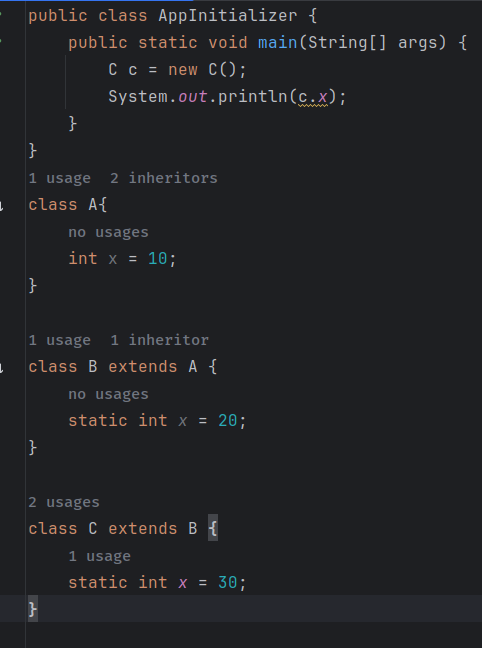 public class AppInitializer {
public static void main(String[] args) {
C c = new C();
System.out.println(c.x);
}
}
1 usage 2 inheritors
class A{
no usages
int x = 10;
}
1 usage 1 inheritor
class B extends A {
no usages
static int x = 20;
}
2 usages
class C extends B {
1 usage
static int x = 30;
}